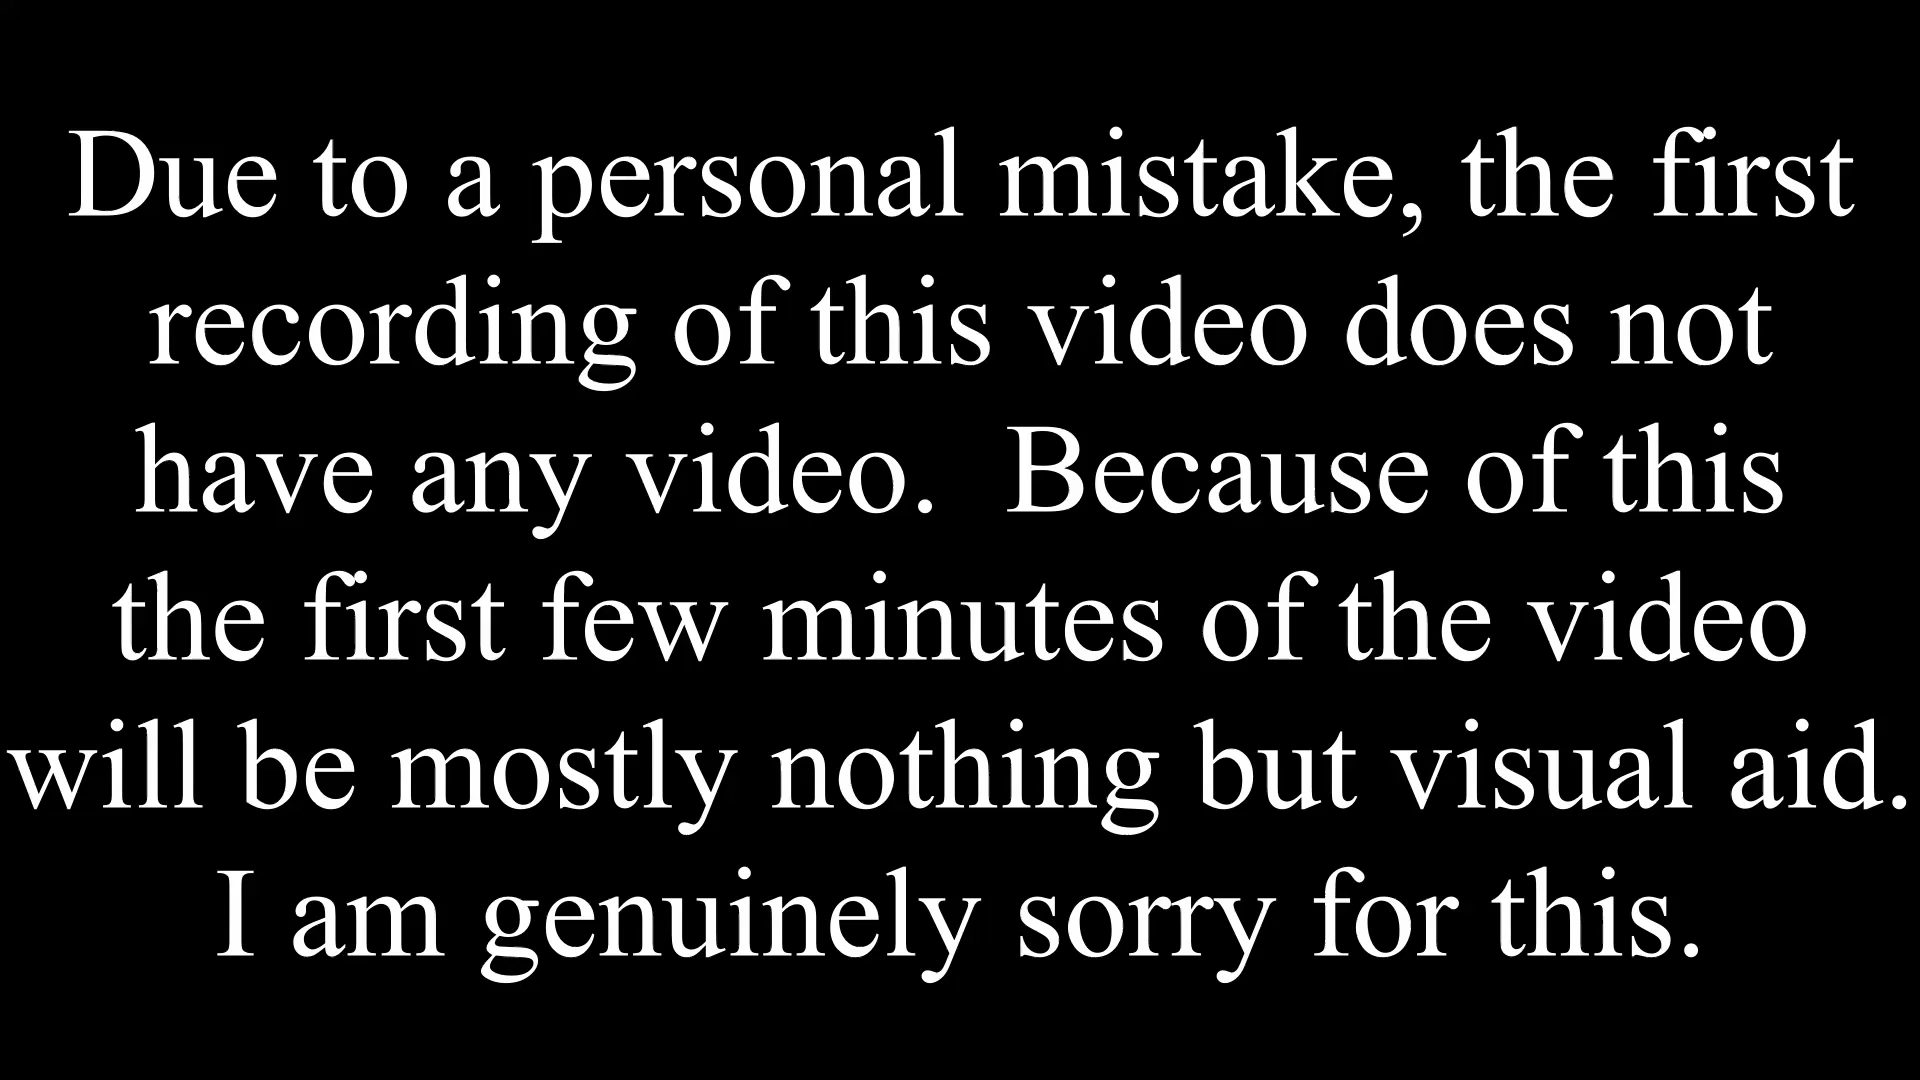 Due to a personal mistake, the first
recording of this video does not
have any video.  Because of this
the first few minutes of the video
will be mostly nothing but visual aid.
I am genuinely sorry for this.